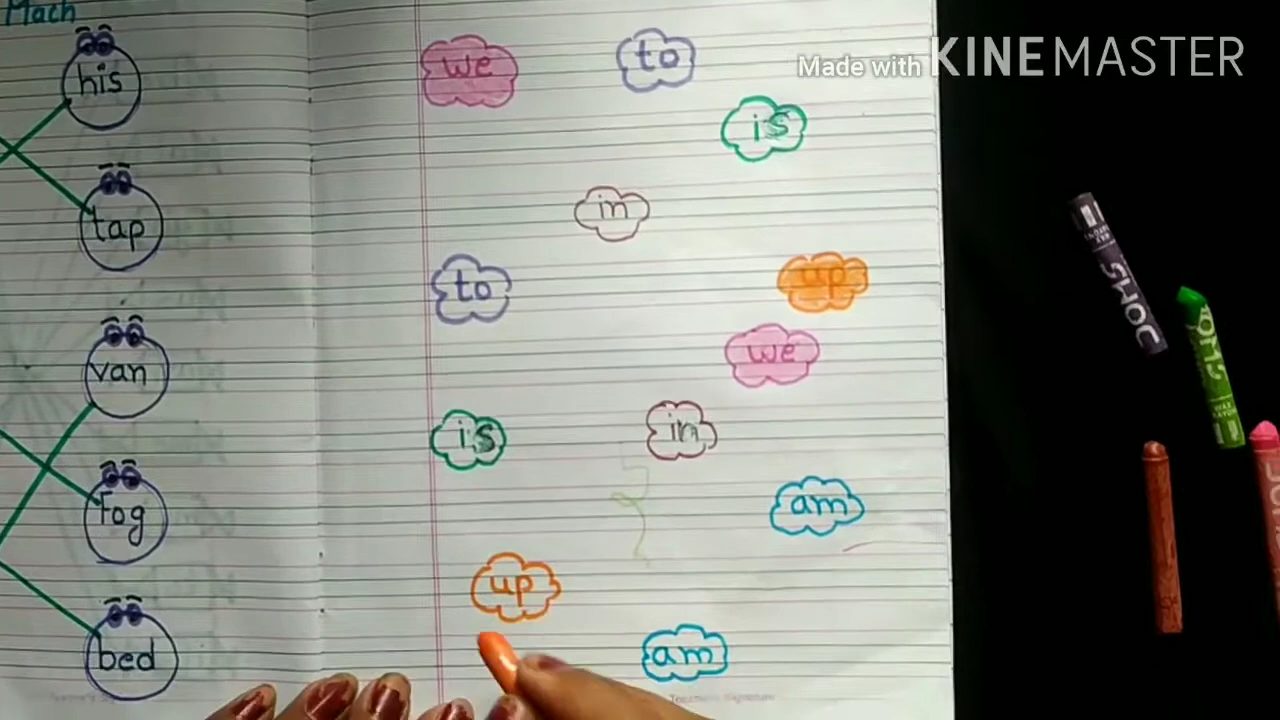 Mach
his
tap
van
fog
bed
we
to
is
in
to
up
we
is
in
am
up
am
Made with KINEMASTER
DOMS